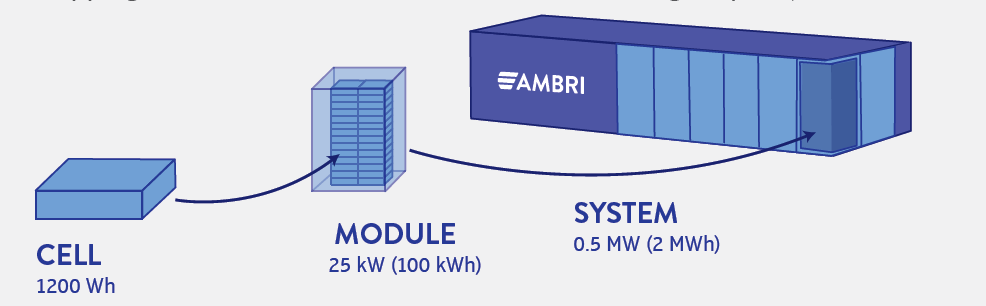 AMBRI
CELL
1200 Wh
MODULE
25 kW (100 kWh)
SYSTEM
0.5 MW (2 MWh)